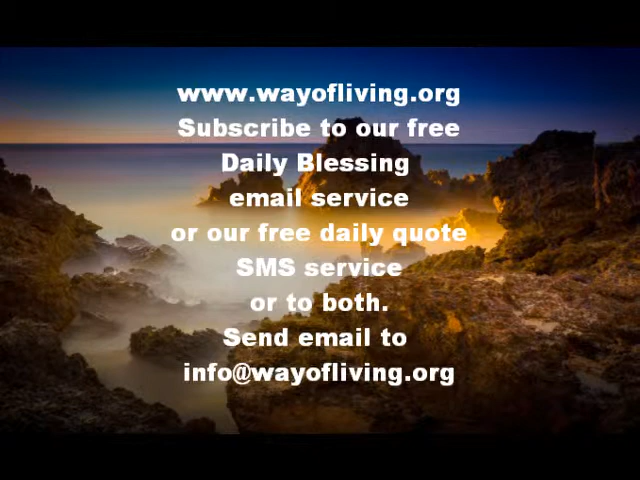 www.wayofliving.org
Subscribe to our free
Daily Blessing
email service
or our free daily quote
SMS service
or to both.
Send email to
info@wayofliving.org